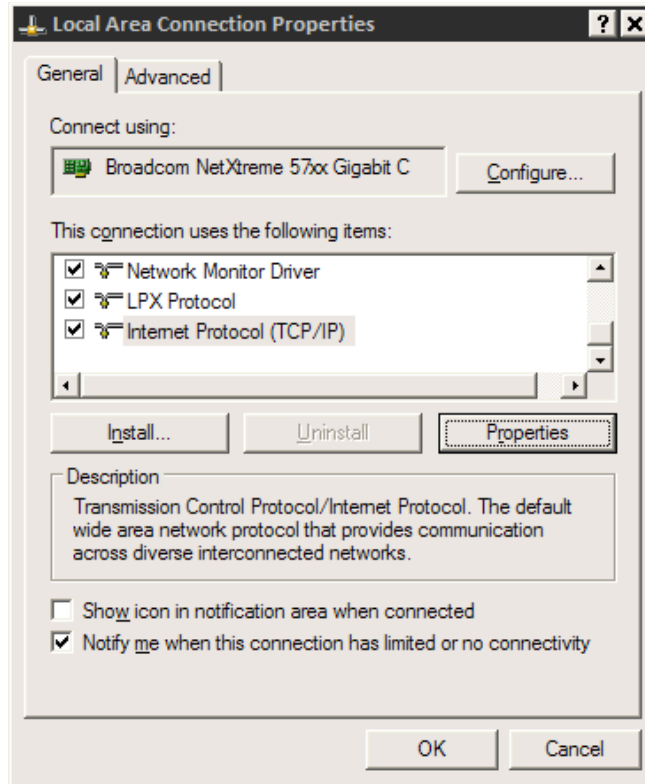 Local Area Connection Properties
General
Advanced
Connect using:
Broadcom NetXtreme 57xx Gigabit C
Configure...
This connection uses the following items:
Network Monitor Driver
LPX Protocol
Internet Protocol (TCP/IP)
Install...
Uninstall
Properties
Description
Transmission Control Protocol/Internet Protocol. The default
wide area network protocol that provides communication
across diverse interconnected networks.
Show icon in notification area when connected
Notify me when this connection has limited or no connectivity
OK
Cancel